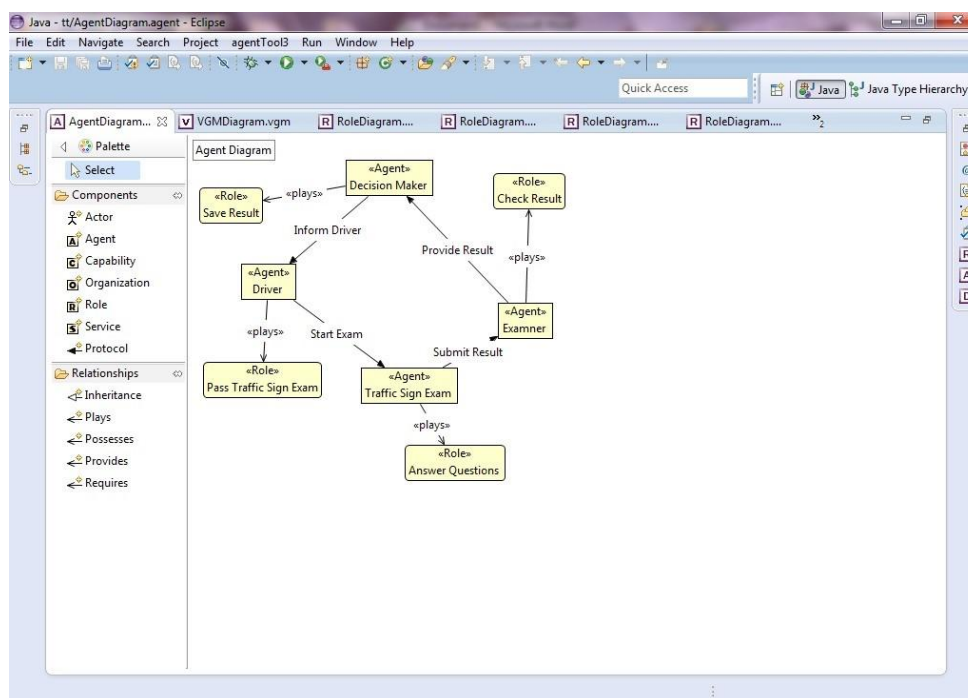 Java - tt/AgentDiagram.agent - Eclipse
File Edit Navigate Search Project agentTool3 Run Window Help
Quick Access
Java
Java Type Hierarchy
AgentDiagram...
VGMDiagram.vgm
RoleDiagram....
RoleDiagram....
RoleDiagram....
RoleDiagram....
»2
Palette
Select
Components
Actor
Agent
Capability
Organization
Role
Service
Protocol
Relationships
Inheritance
Plays
Possesses
Provides
Requires
Agent Diagram
«Agent»
Decision Maker
«plays»
«Role»
Save Result
«Role»
Check Result
Inform Driver
Provide Result
«plays»
«Agent»
Driver
«Agent»
Examner
«plays»
Start Exam
Submit Result
«Role»
Pass Traffic Sign Exam
«Agent»
Traffic Sign Exam
«plays»
«Role»
Answer Questions